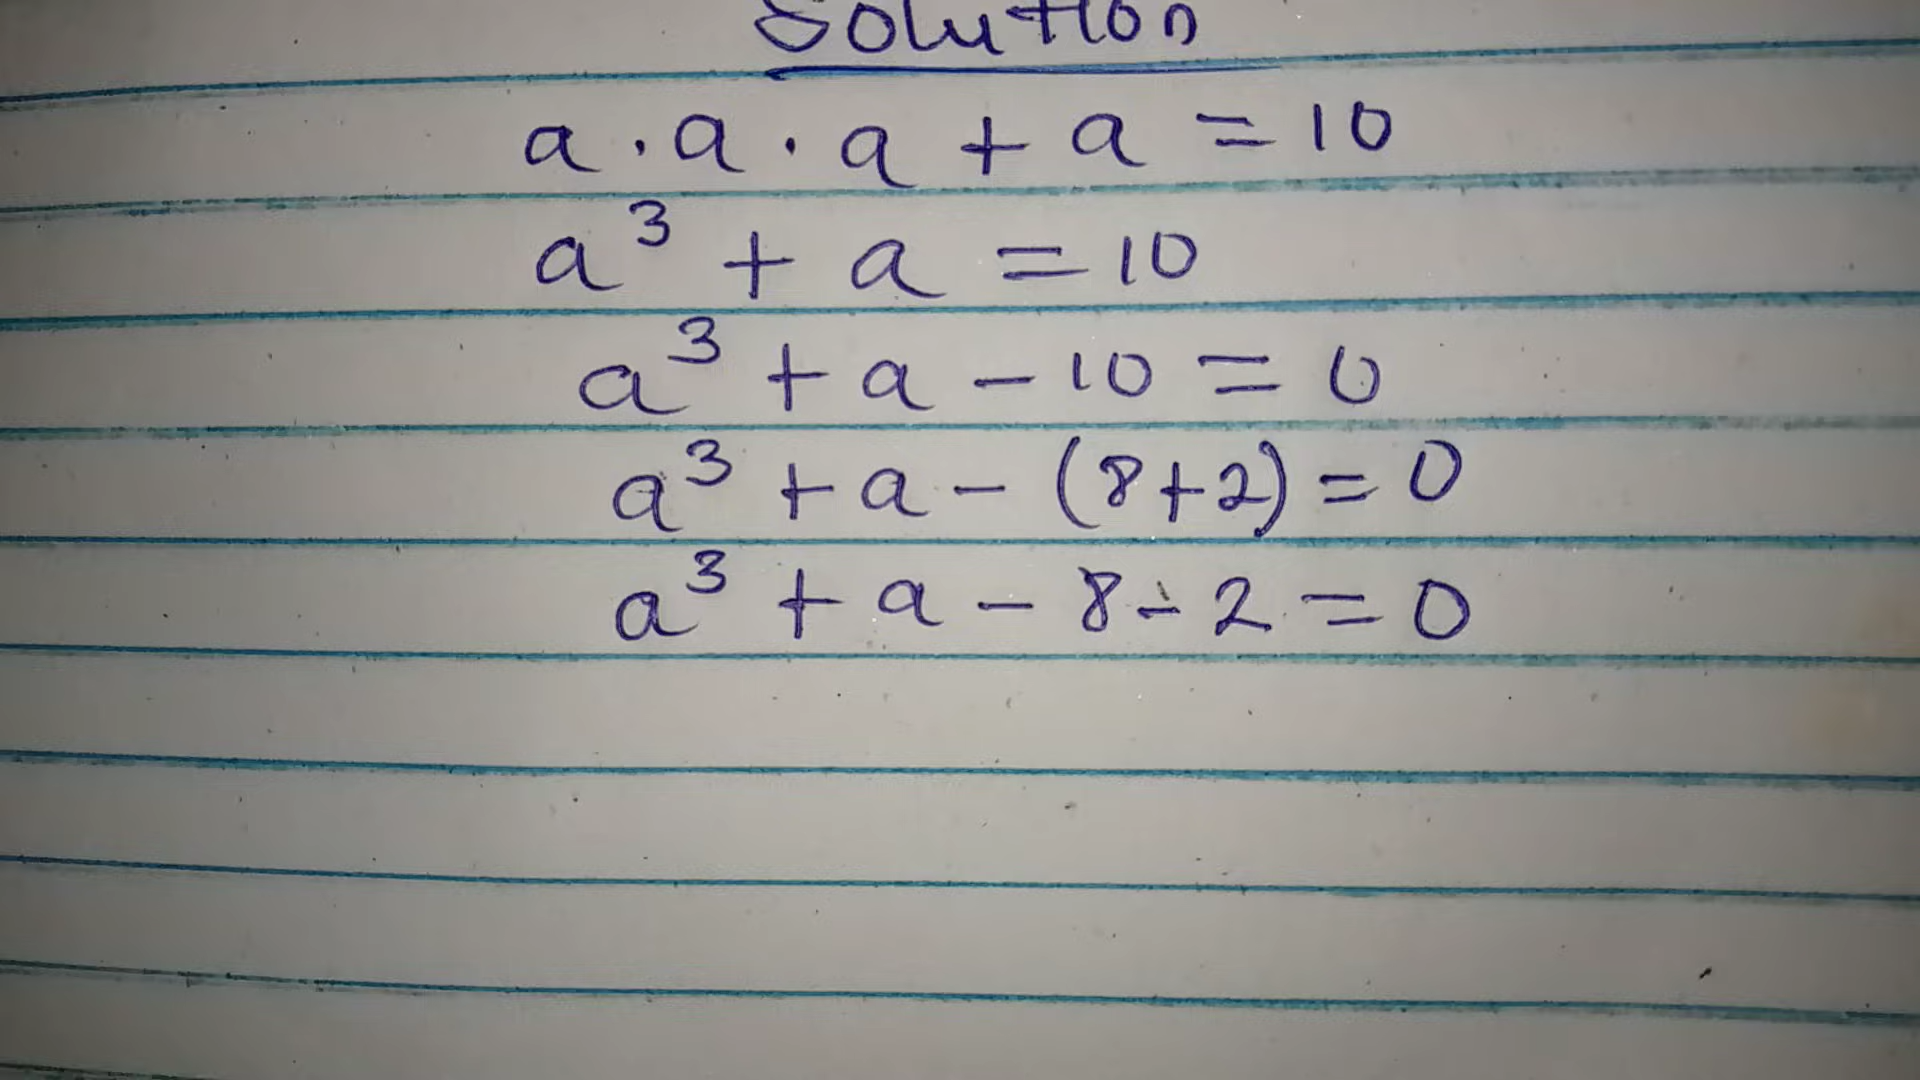 Solution
a . a . a + a = 10
a³ + a = 10
a³ + a - 10 = 0
a³ + a - (8+2) = 0
a³ + a - 8 - 2 = 0